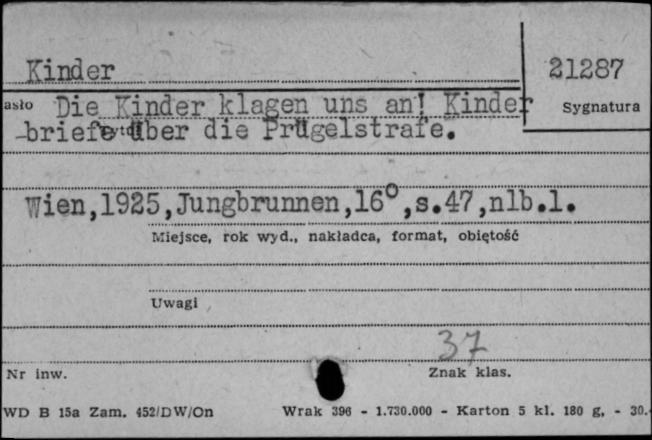 Kinder
21287
asło
Die Kinder klagen uns an! Kinder
Sygnatura
briefe über die Prügelstrafe.
Wien,1925,Jungbrunnen,16°,s.47,nlb.1.
Miejsce, rok wyd., nakładca, format, objętość
Uwagi
37
Nr inw.
Znak klas.
WD B 15a Zam. 452/DW/On
Wrak 396 - 1.730.000 - Karton 5 kl. 180 g, - 30.